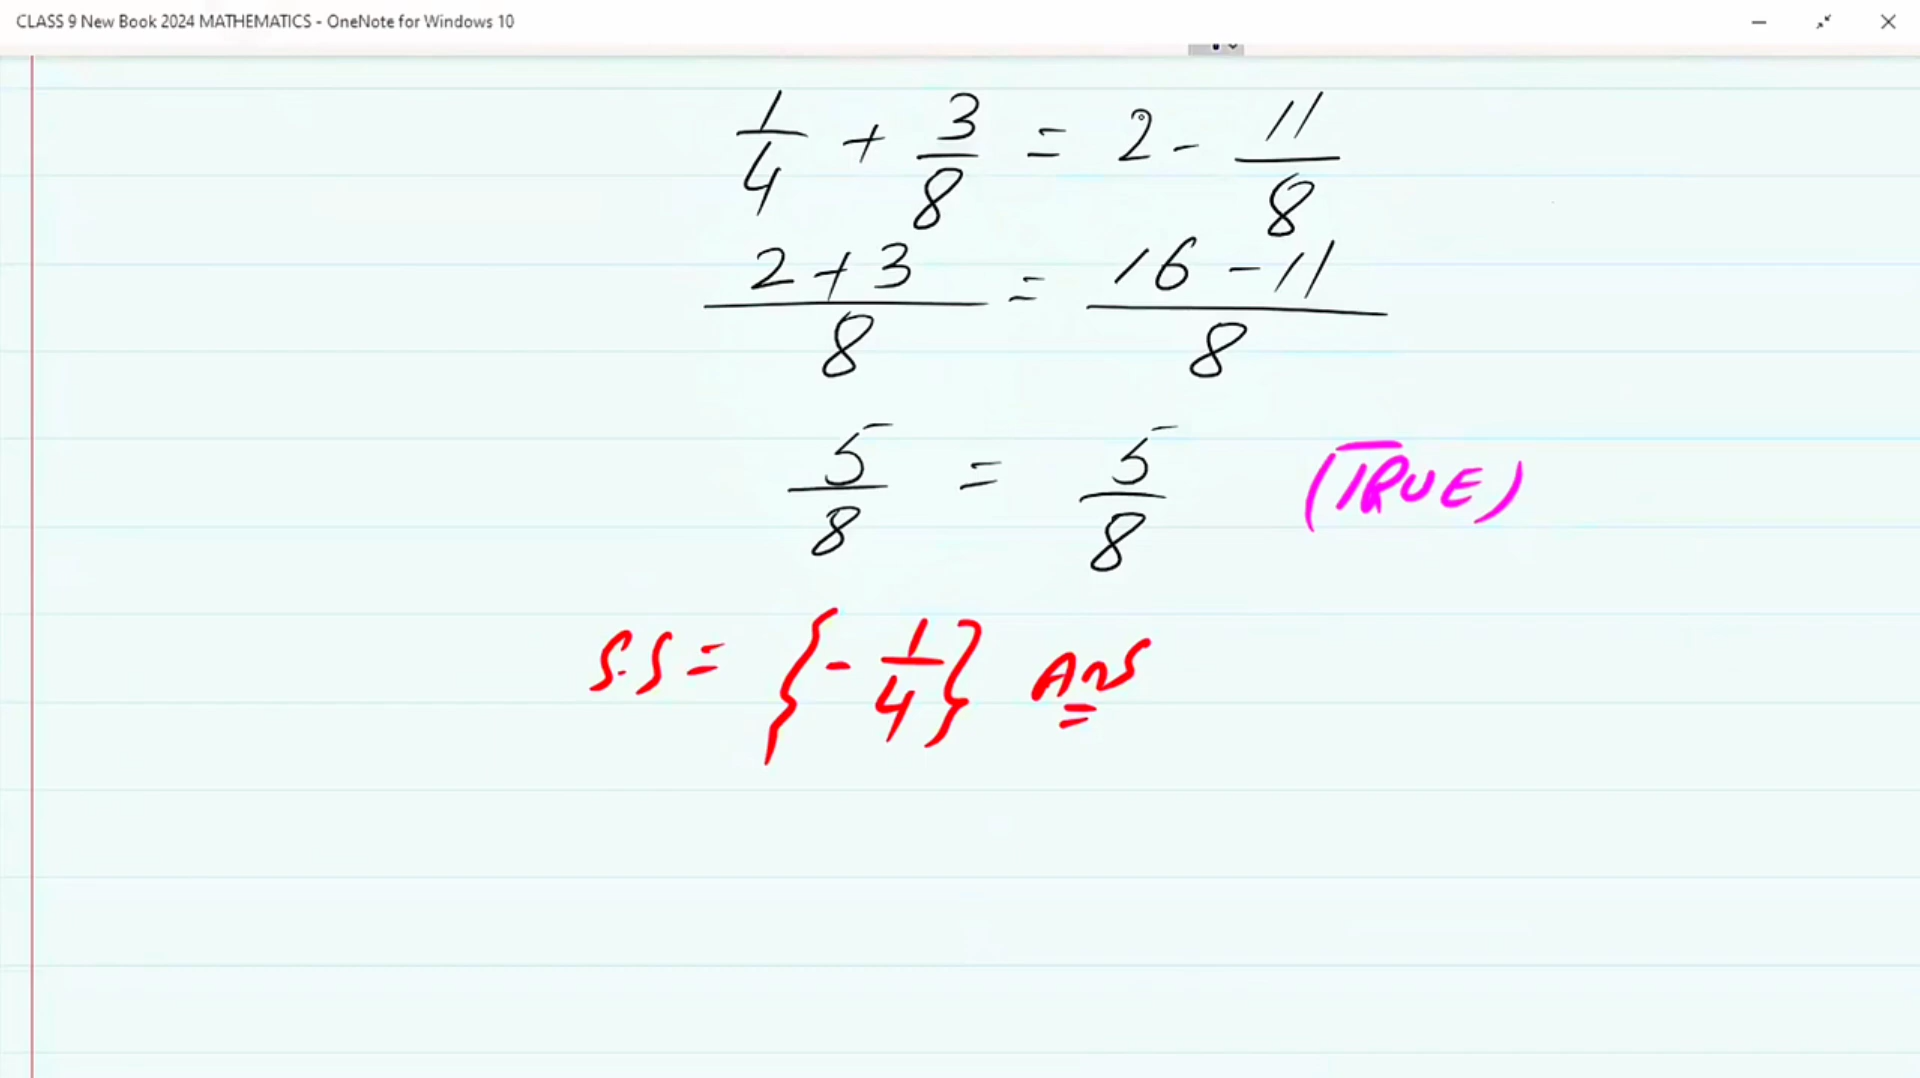 CLASS 9 New Book 2024 MATHEMATICS - OneNote for Windows 10
1/4 + 3/8 = 2 - 11/8
2+3/8 = 16-11/8
5/8 = 5/8 (TRUE)
S.S = {-1/4} Ans